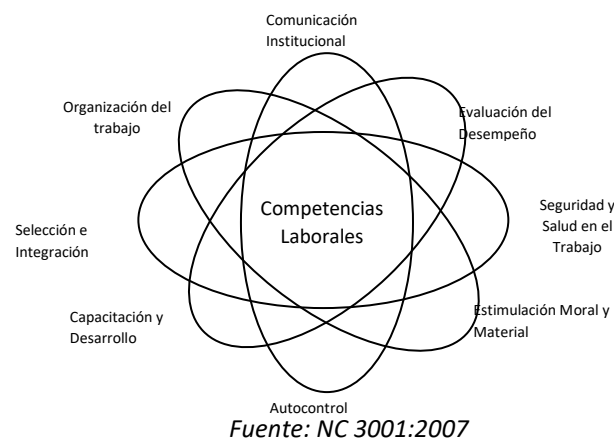 Comunicación
Institucional
Organización del
trabajo
Evaluación del
Desempeño
Competencias
Laborales
Selección e
Integración
Seguridad y
Salud en el
Trabajo
Capacitación y
Desarrollo
Estimulación Moral y
Material
Autocontrol
Fuente: NC 3001:2007